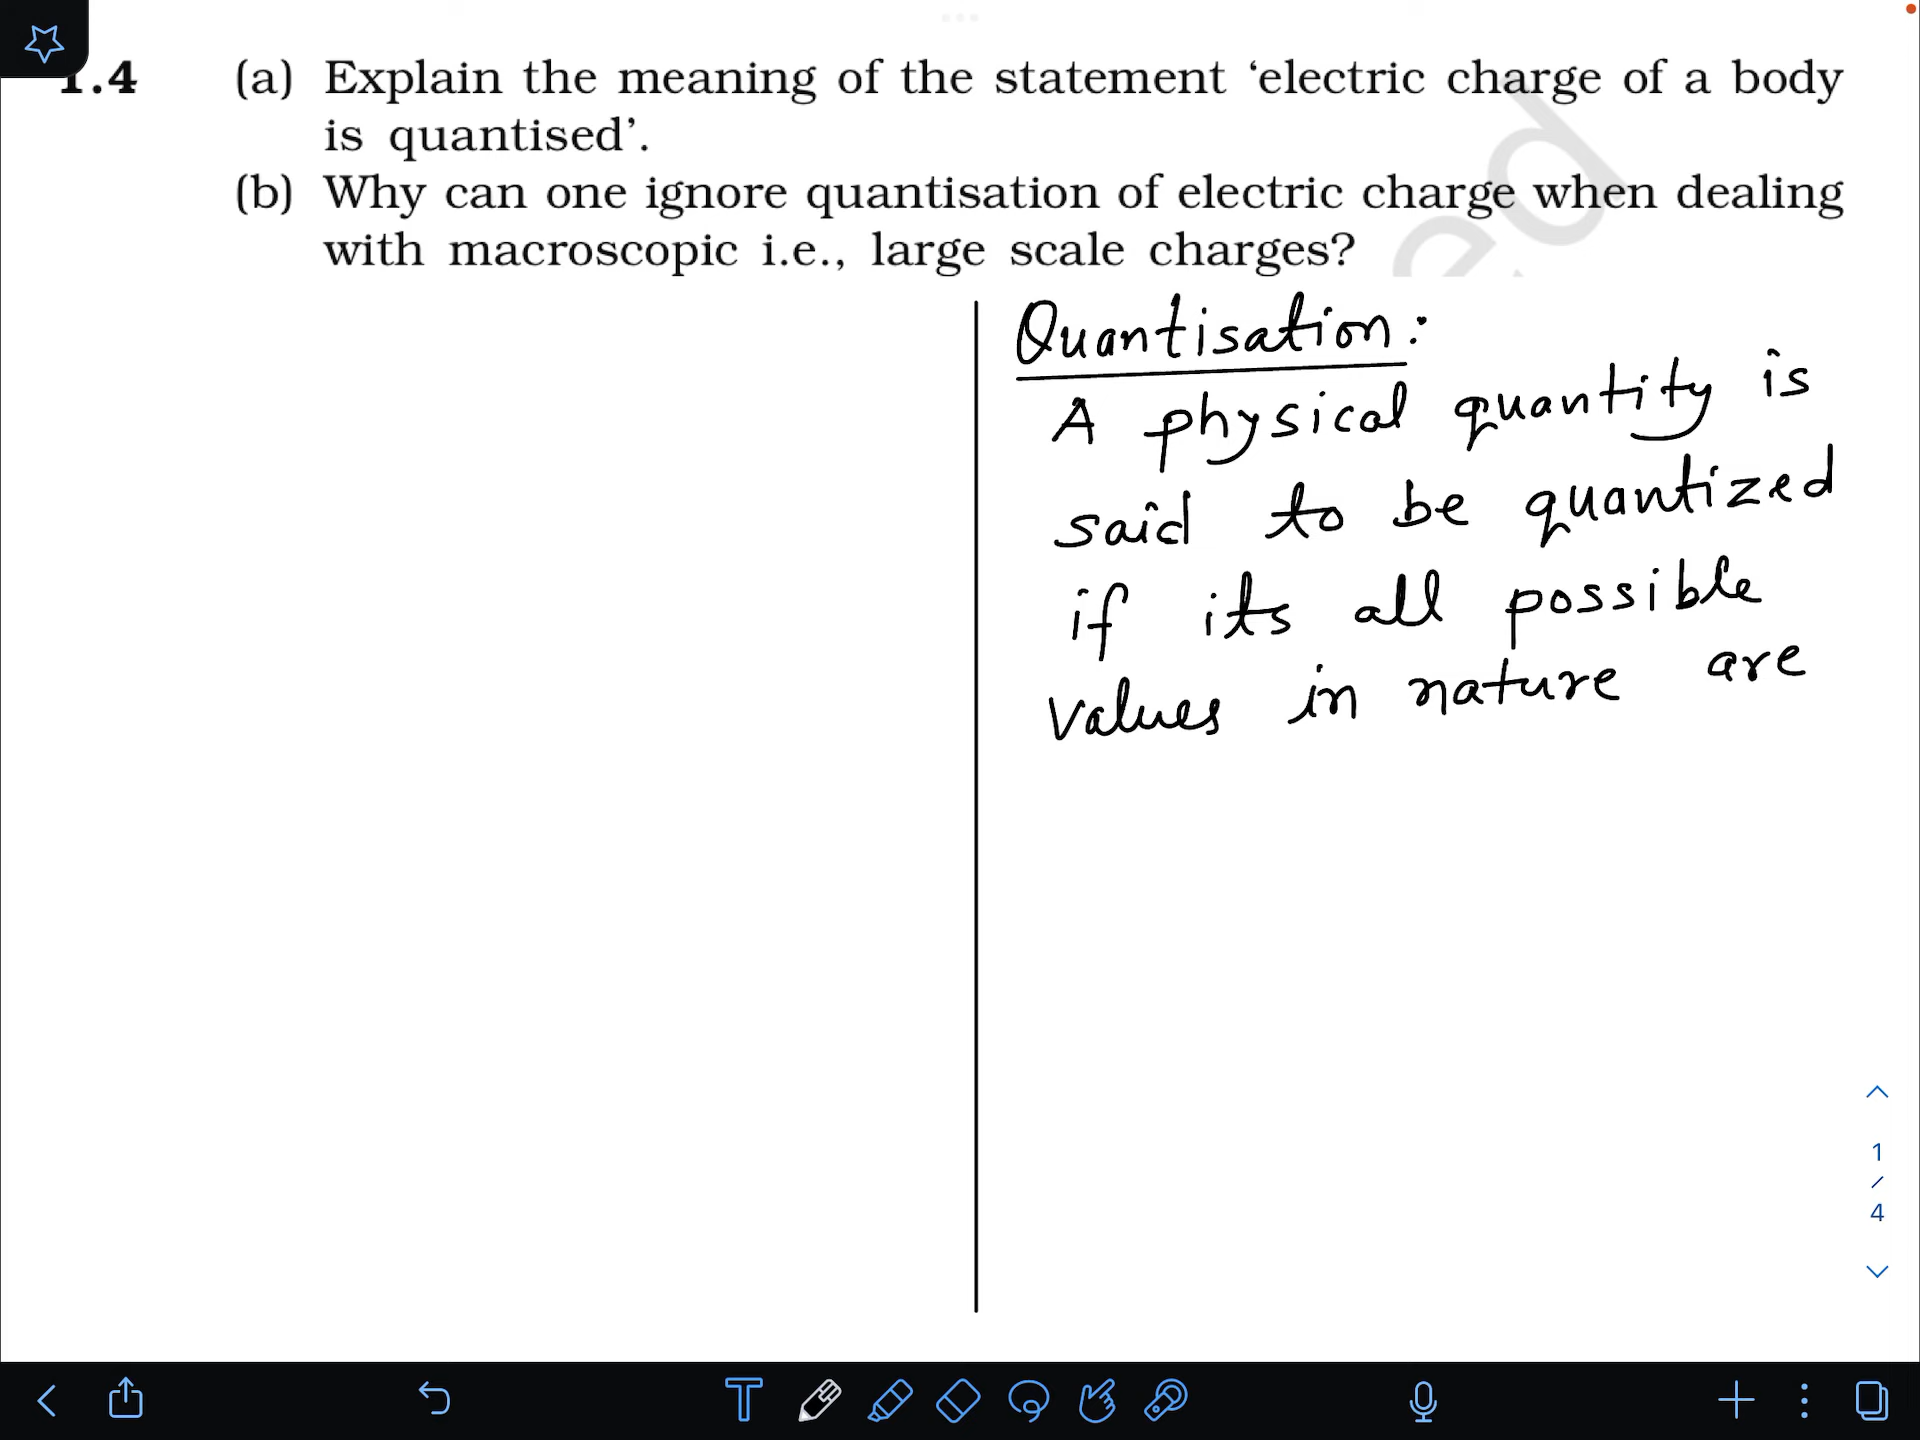 1.4 (a) Explain the meaning of the statement ‘electric charge of a body
is quantised’.
(b) Why can one ignore quantisation of electric charge when dealing
with macroscopic i.e., large scale charges?
ed
Quantisation:
A physical quantity is
said to be quantized
if its all possible
values in nature are
1
/
4
T